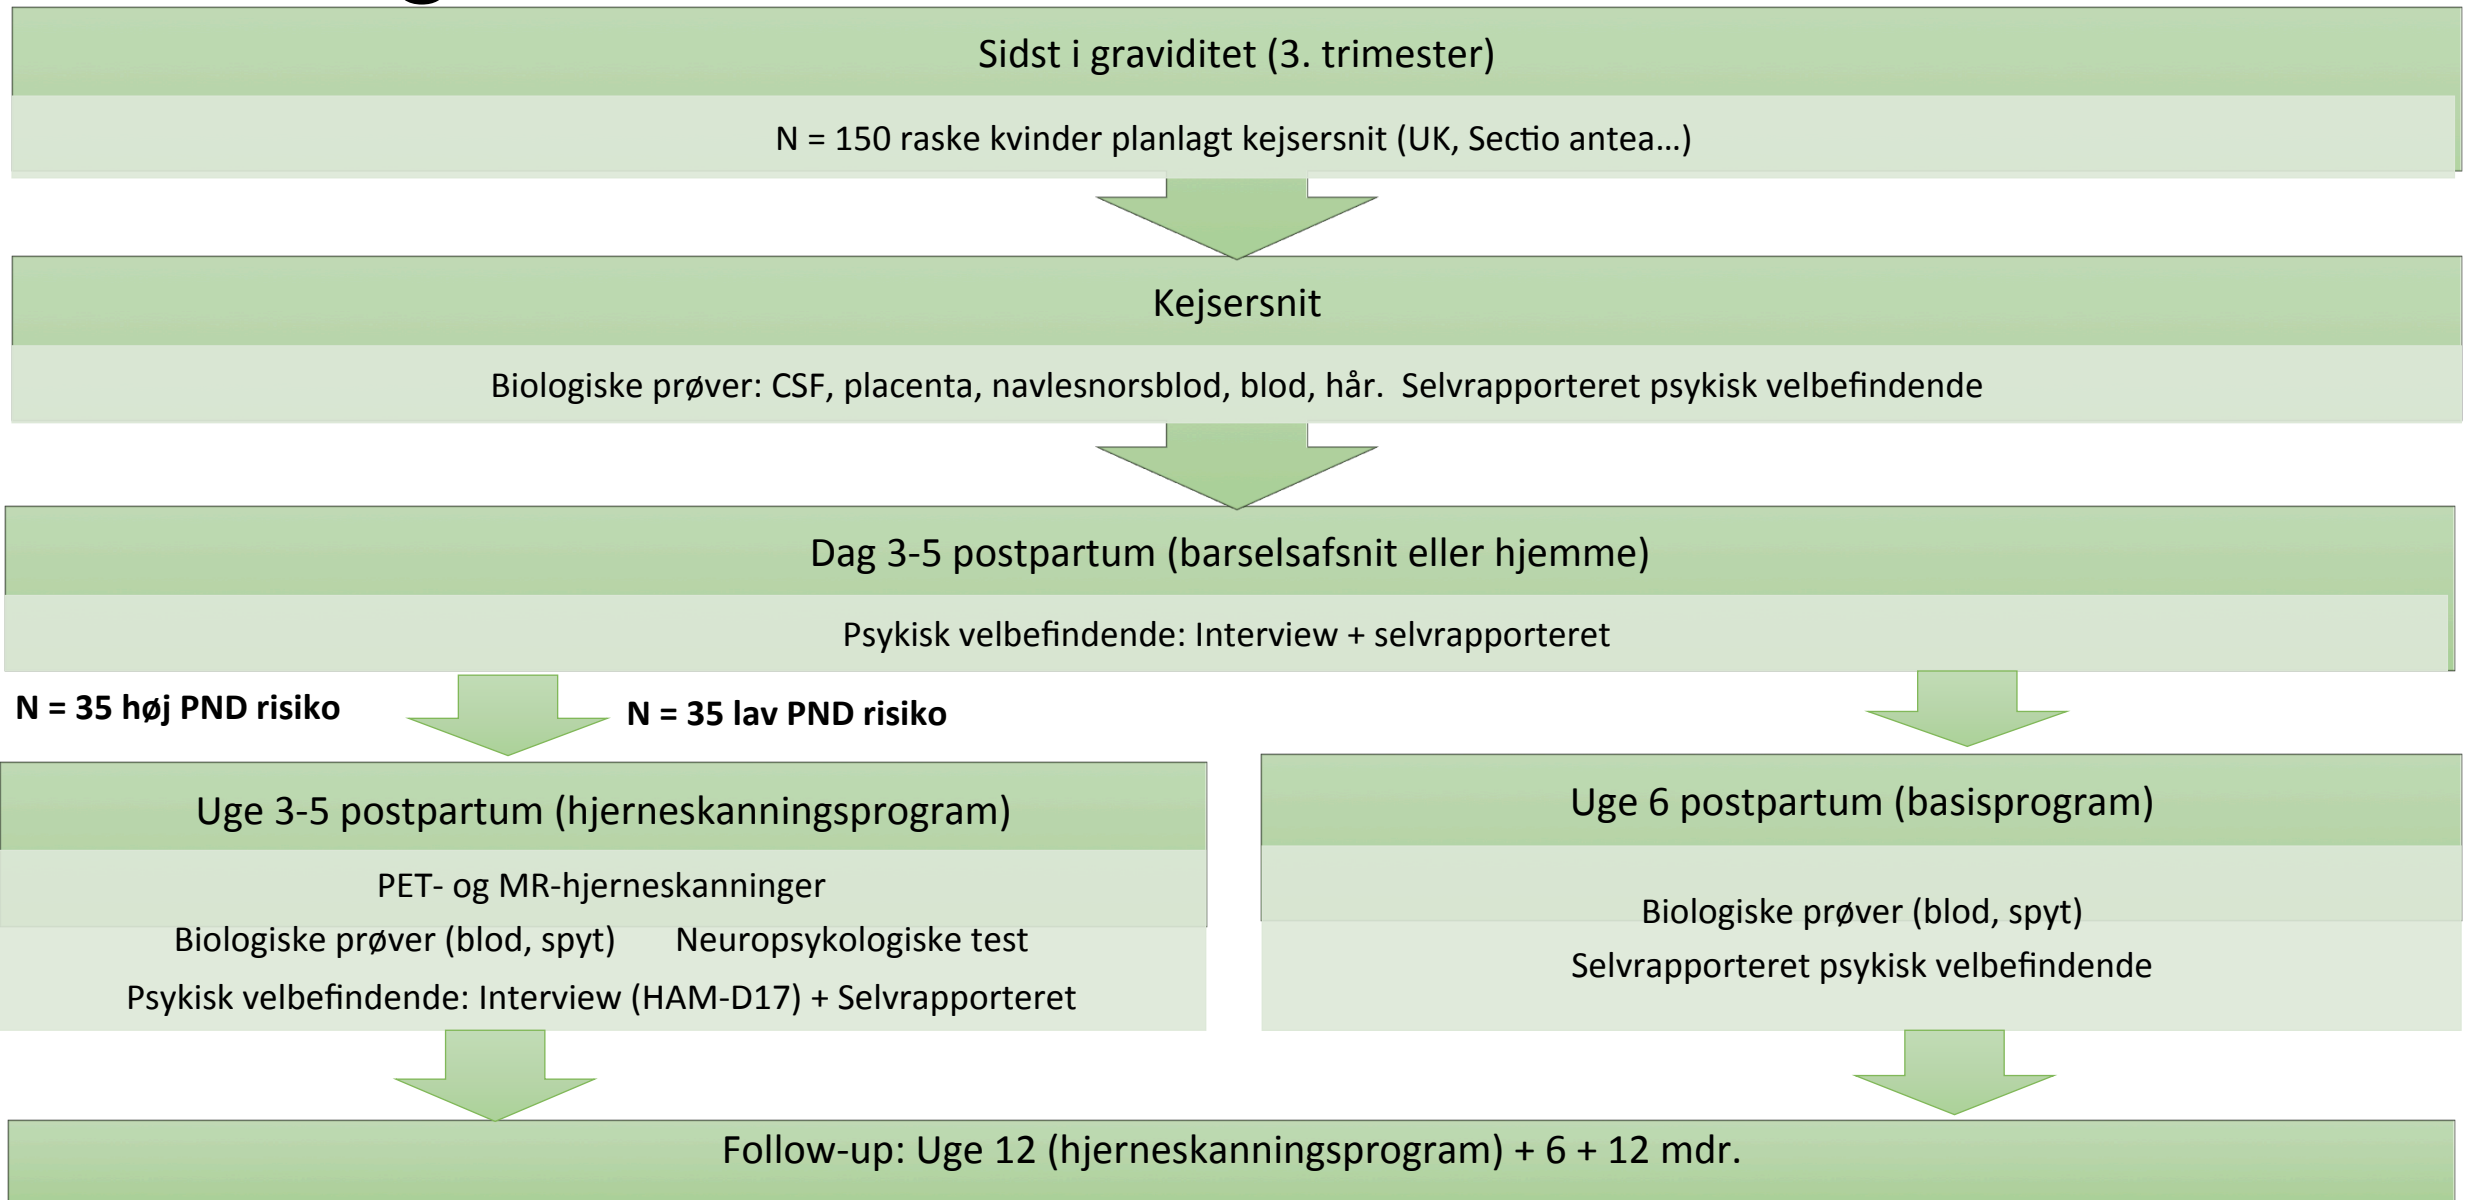 Sidst i graviditet (3. trimester)
N = 150 raske kvinder planlagt kejsersnit (UK, Sectio antea…)
Kejsersnit
Biologiske prøver: CSF, placenta, navlesnorsblod, blod, hår.  Selvrapporteret psykisk velbefindende
Dag 3-5 postpartum (barselsafsnit eller hjemme)
Psykisk velbefindende: Interview + selvrapporteret
N = 35 høj PND risiko
N = 35 lav PND risiko
Uge 3-5 postpartum (hjerneskanningsprogram)
PET- og MR-hjerneskanninger
Biologiske prøver (blod, spyt)      Neuropsykologiske test
Psykisk velbefindende: Interview (HAM-D17) + Selvrapporteret
Uge 6 postpartum (basisprogram)
Biologiske prøver (blod, spyt)
Selvrapporteret psykisk velbefindende
Follow-up: Uge 12 (hjerneskanningsprogram) + 6 + 12 mdr.